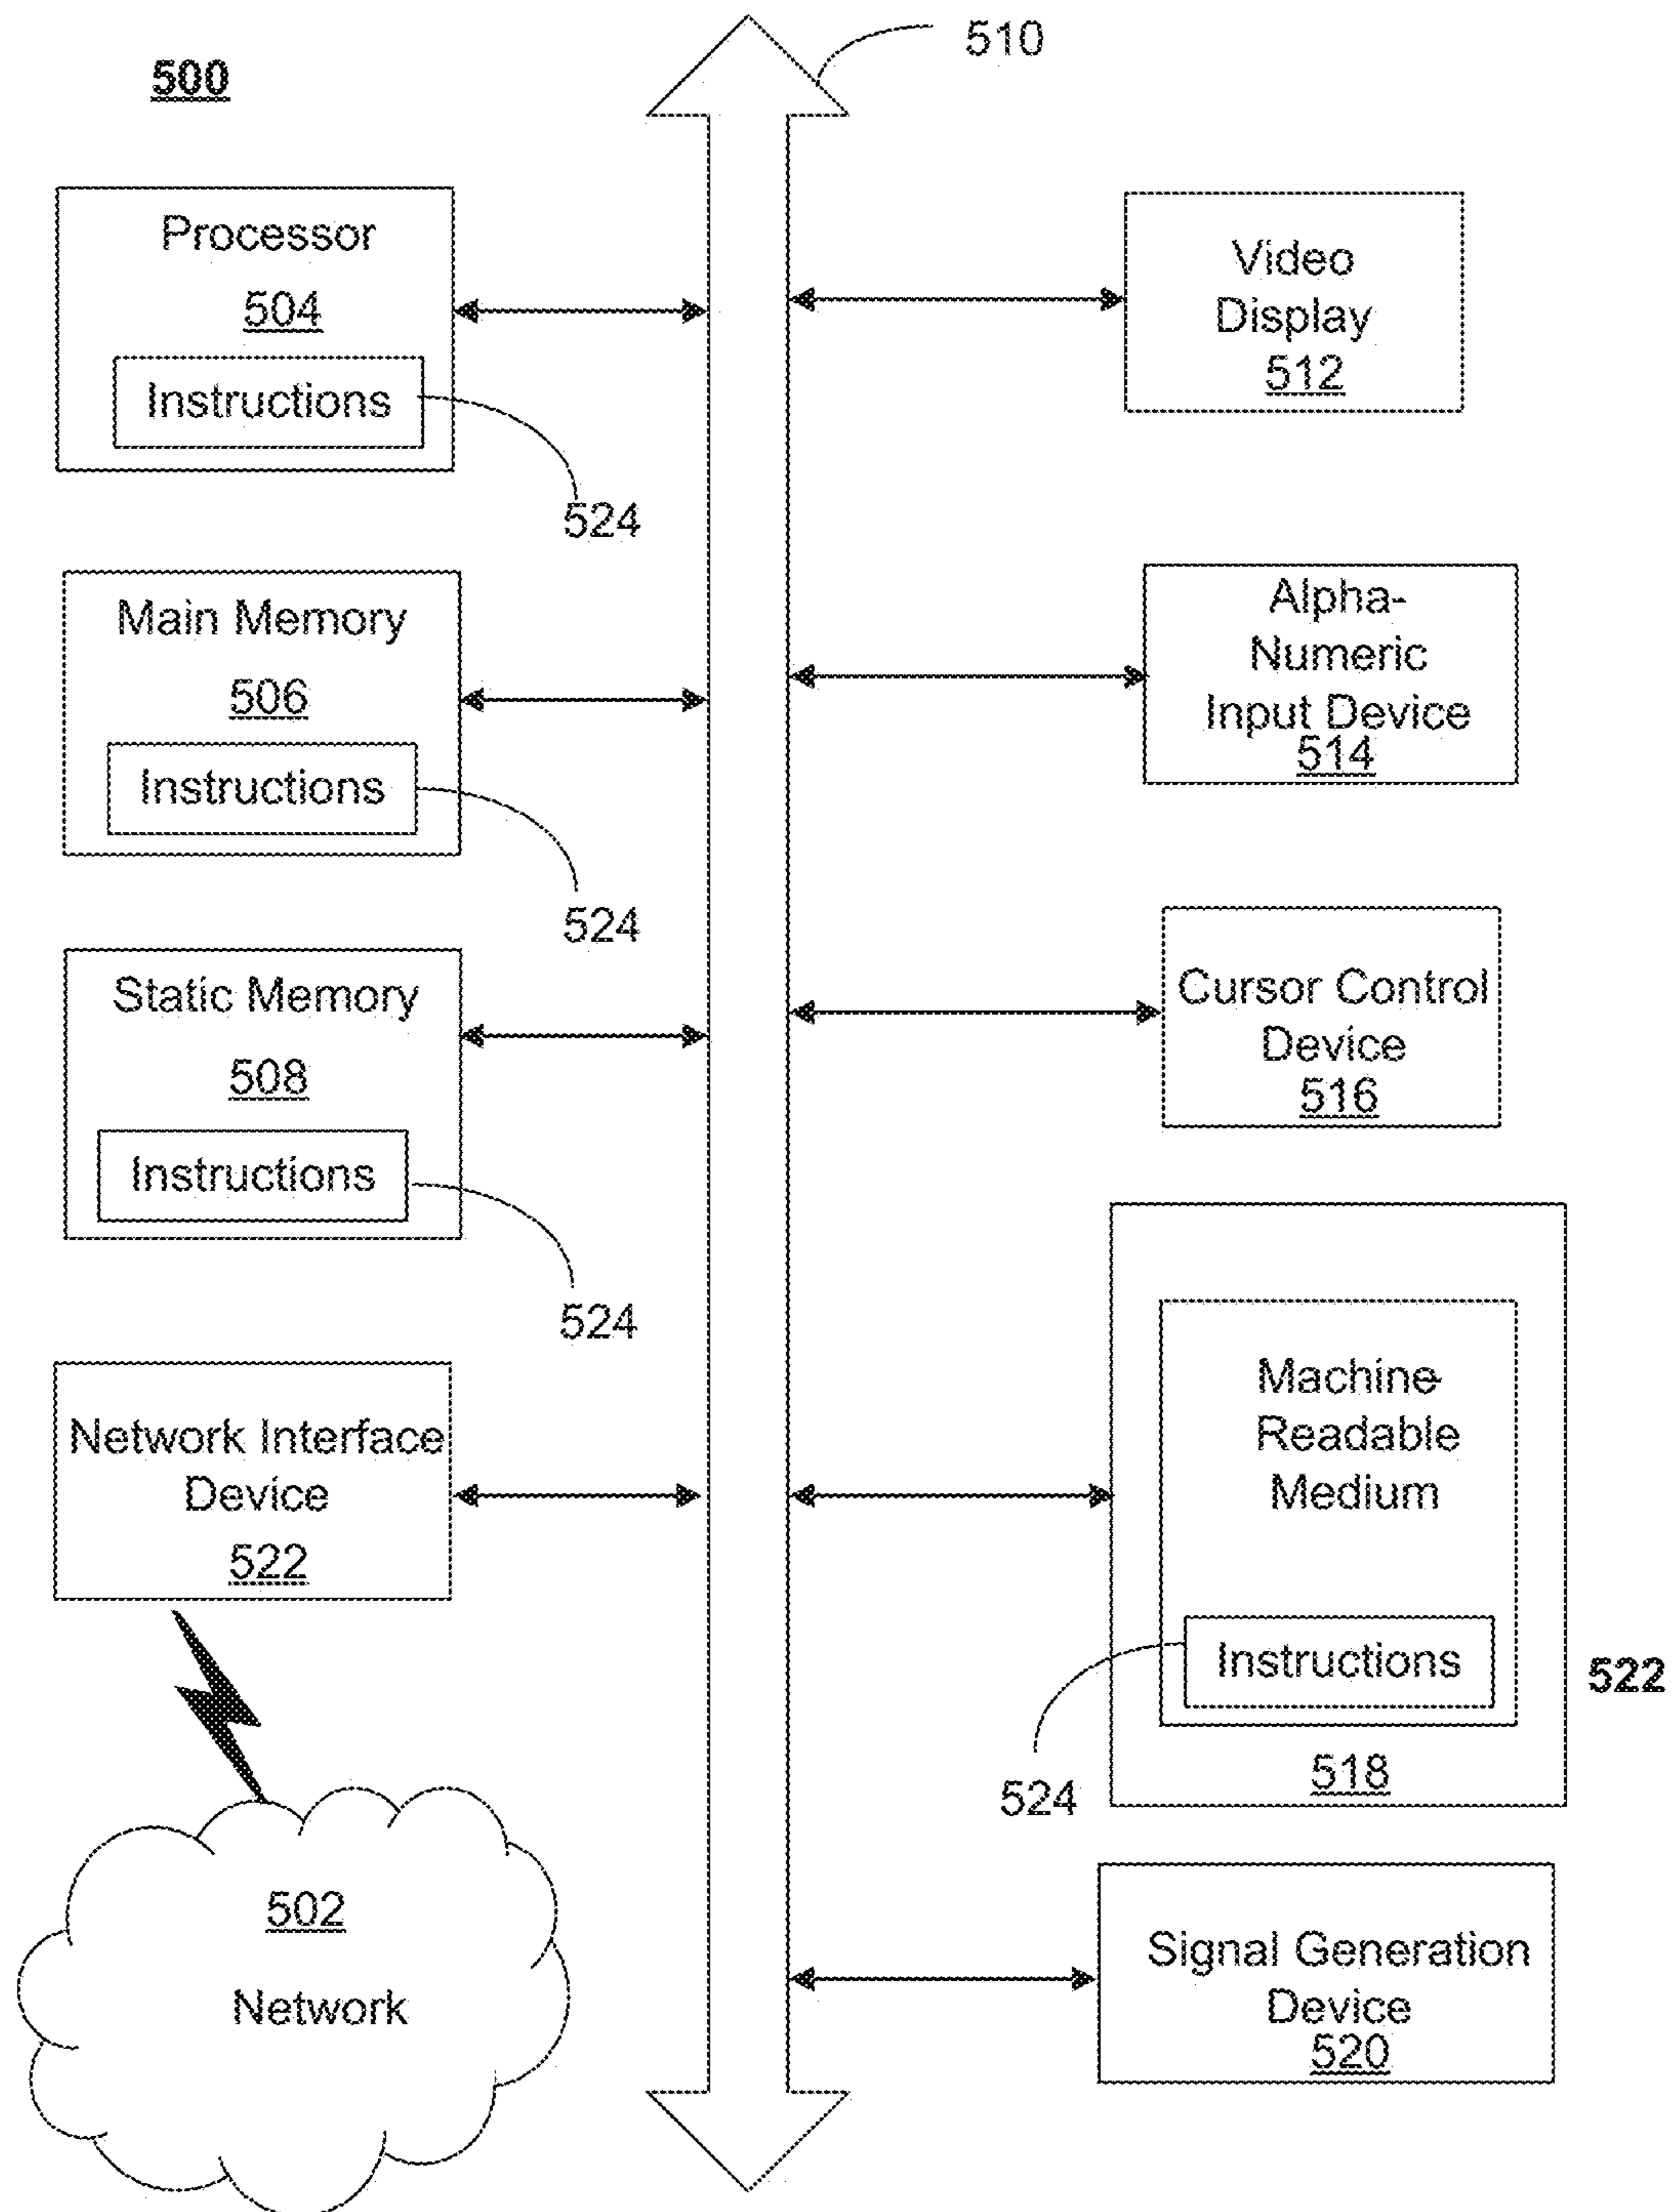 500
510
Processor
504
Instructions
524
Main Memory
506
Instructions
524
Static Memory
508
Instructions
524
Network Interface
Device
522
502
Network
Video
Display
512
Alpha-
Numeric
Input Device
514
Cursor Control
Device
516
Machine-
Readable
Medium
Instructions
524
518
522
Signal Generation
Device
520